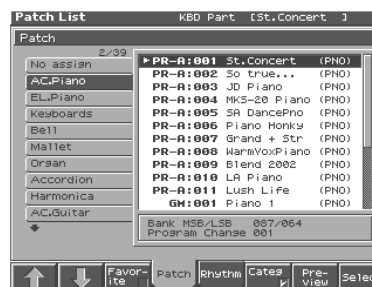 Patch List KBD Part [St.Concert ]
Patch
2/39
No assign
AC.Piano
EL.Piano
Keyboards
Bell
Mallet
Organ
Accordion
Harmonica
AC.Guitar
PR-A:001 St.Concert (PNO)
PR-A:002 So true... (PNO)
PR-A:003 JD Piano (PNO)
PR-A:004 MKS-20 Piano (PNO)
PR-A:005 SA DancePno (PNO)
PR-A:006 Piano Honky (PNO)
PR-A:007 Grand + Str (PNO)
PR-A:008 WarmVoxPiano (PNO)
PR-A:009 Blend 2002 (PNO)
PR-A:010 LA Piano (PNO)
PR-A:011 Lush Life (PNO)
GM:001 Piano 1 (PNO)
Bank MSB/LSB 087/064
Program Change 001
Favor-ite Patch Rhythm Categ Pre-view Selec